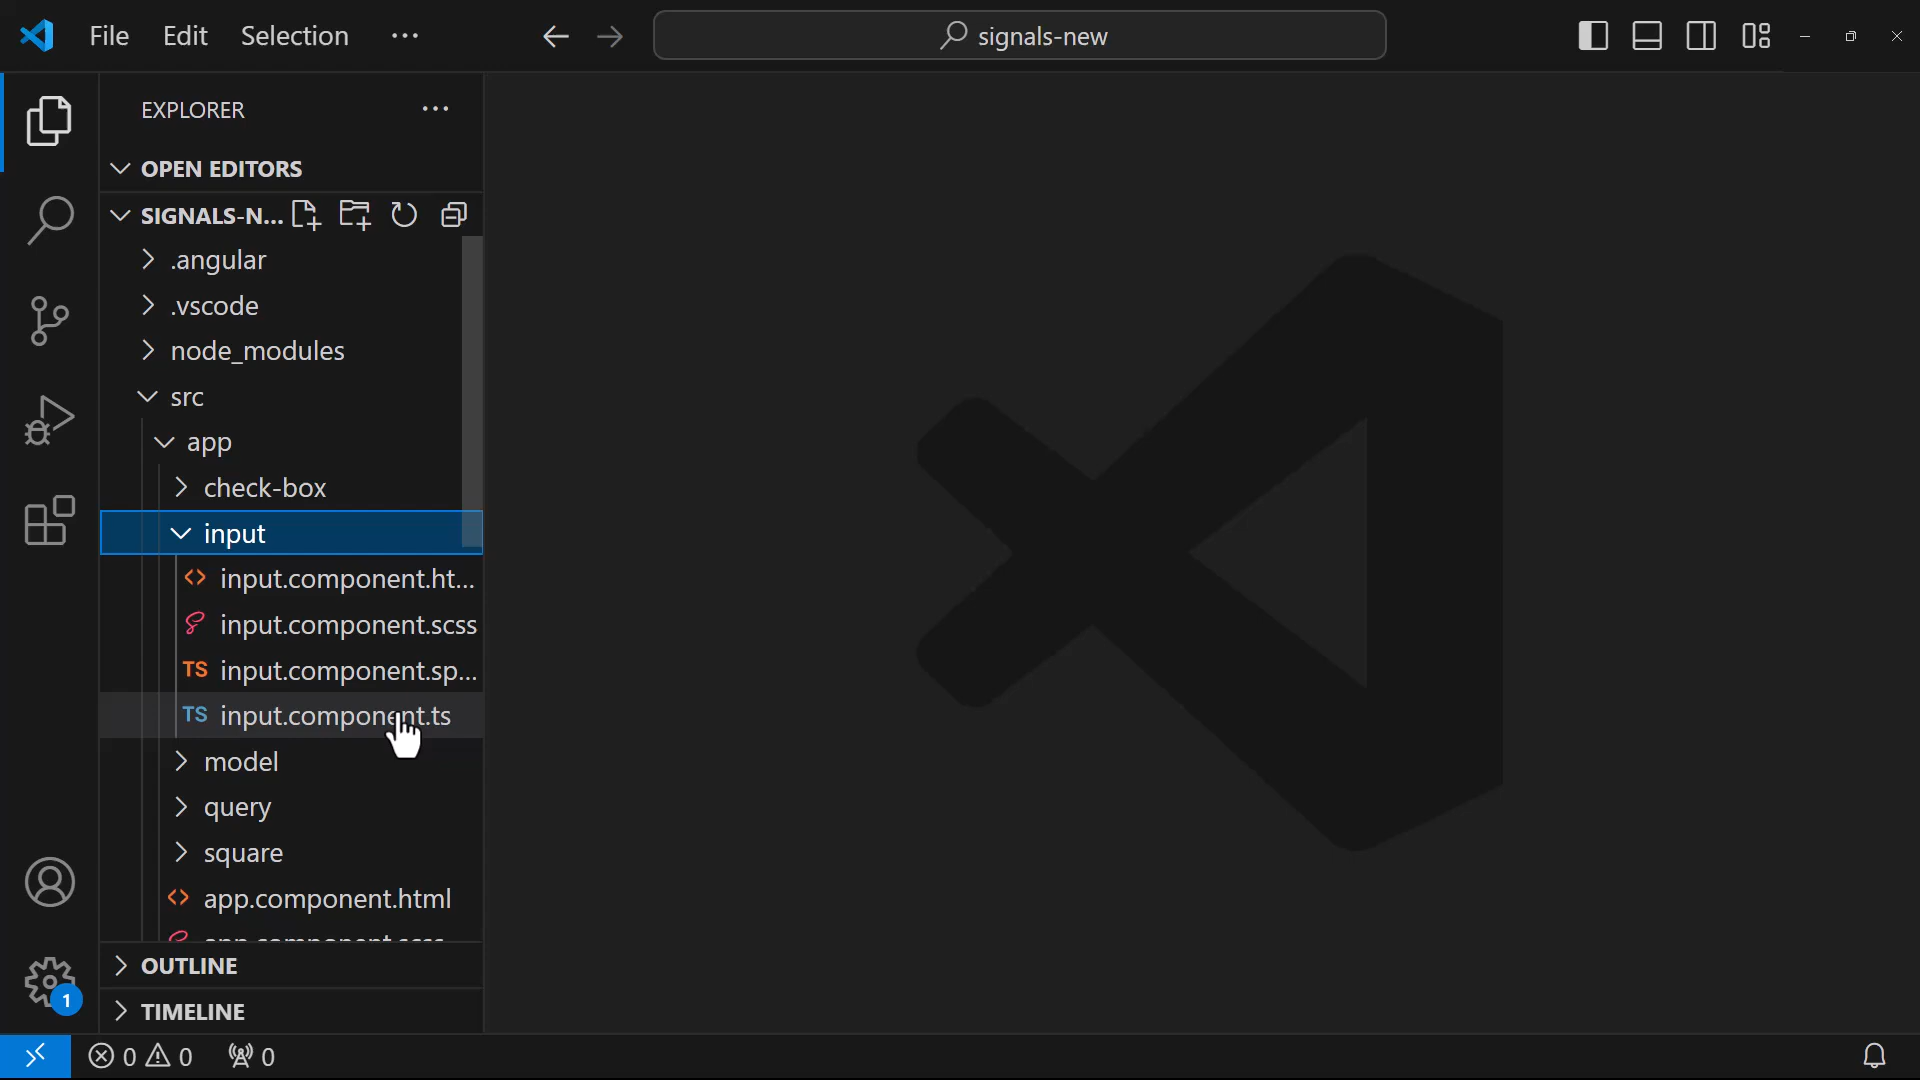 File Edit Selection ...
signals-new
EXPLORER ...
OPEN EDITORS
SIGNALS-N...
.angular
.vscode
node_modules
src
app
check-box
input
input.component.ht...
input.component.scss
TS input.component.sp...
TS input.component.ts
model
query
square
app.component.html
OUTLINE
TIMELINE
1
0 0 0